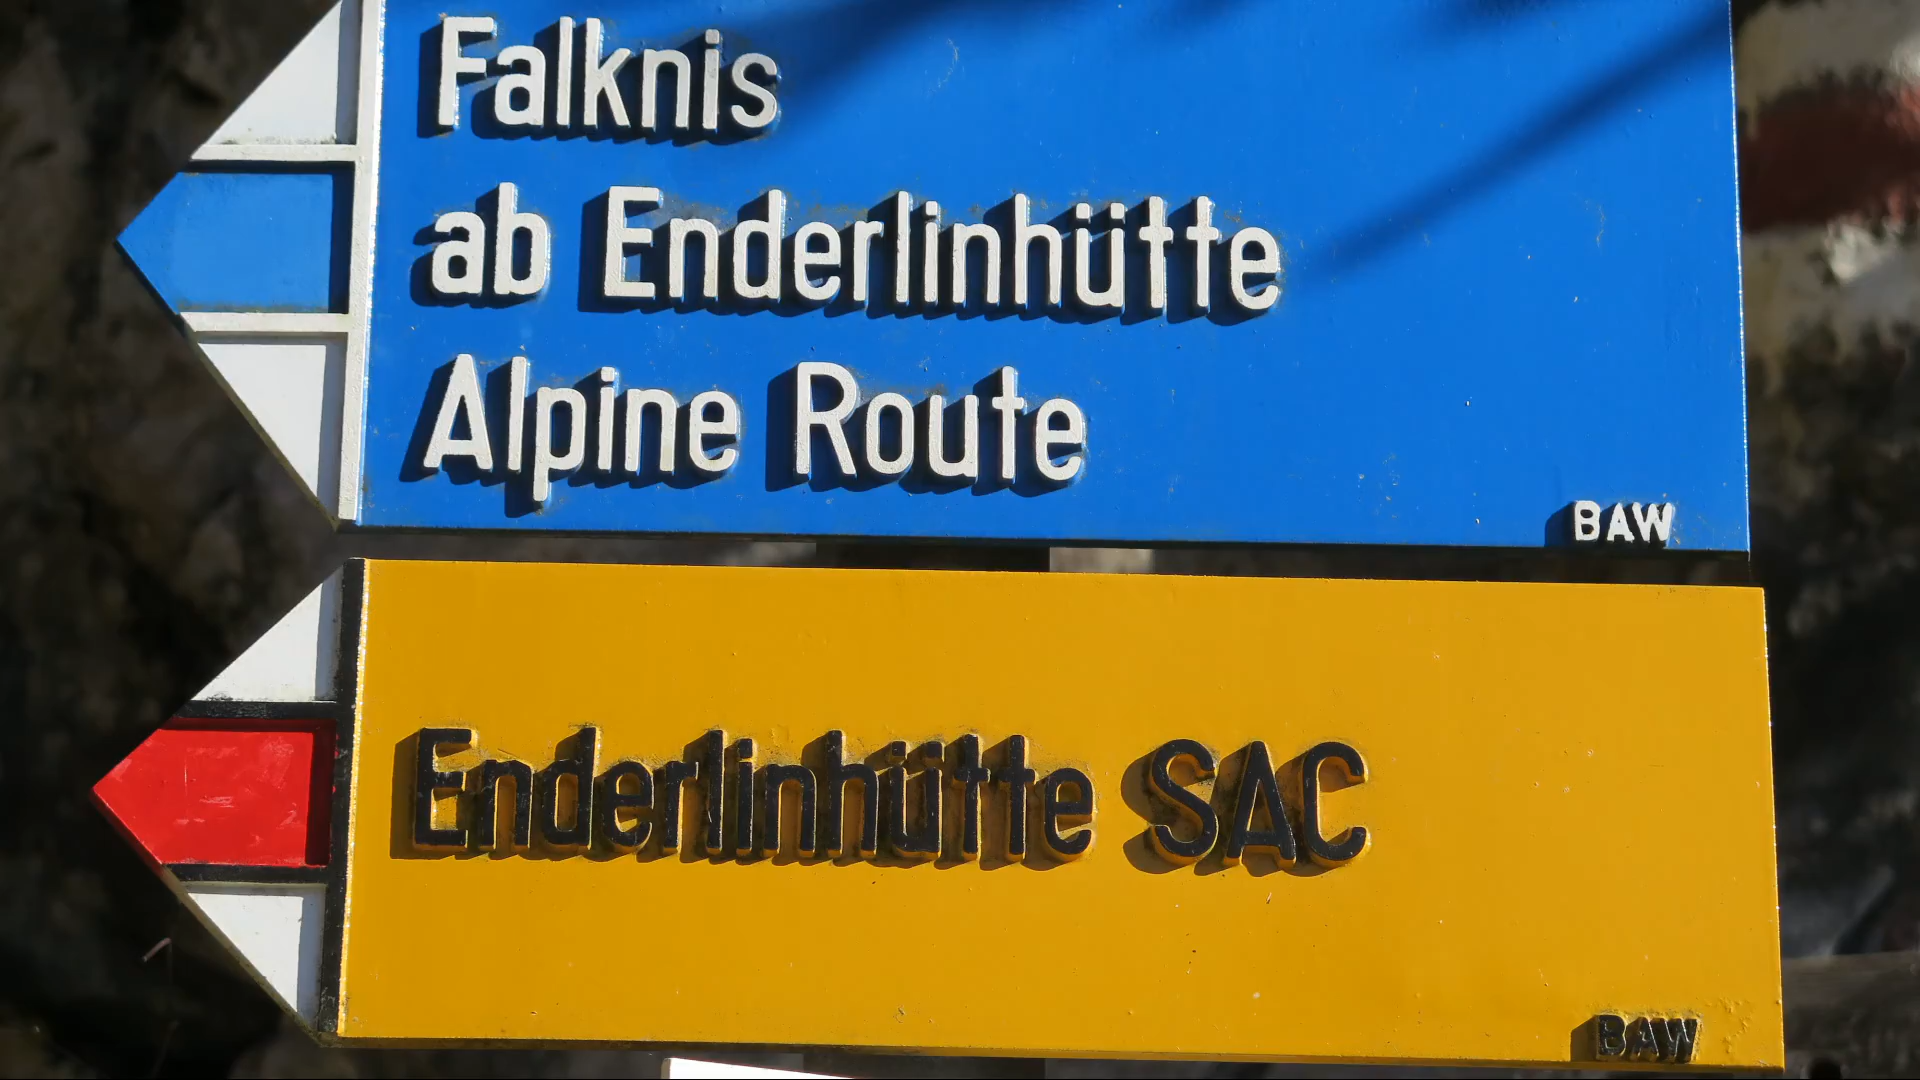 Falknis
ab Enderlinhütte
Alpine Route
BAW
Enderlinhütte SAC
BAW